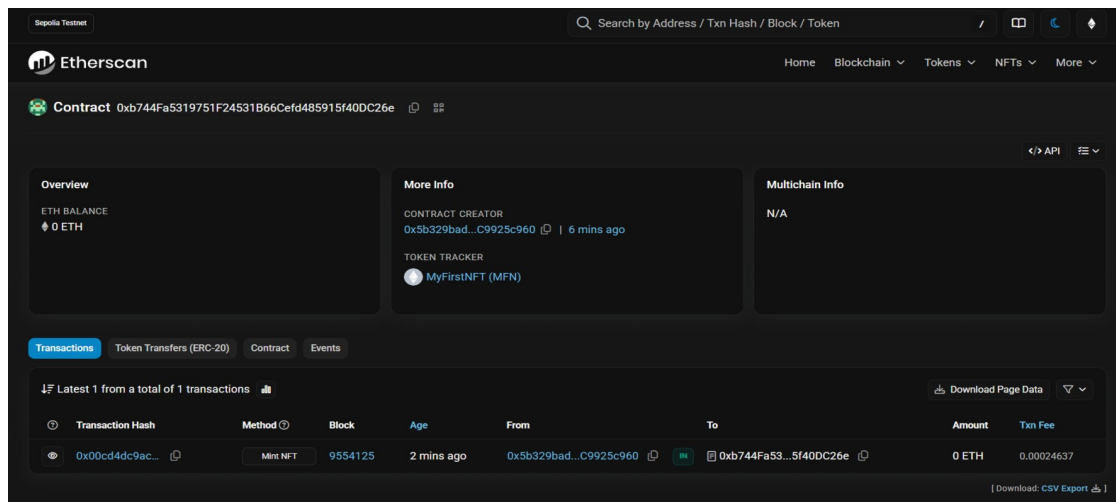 Sepolia Testnet
Search by Address / Txn Hash / Block / Token /
Etherscan
Home Blockchain Tokens NFTs More
Contract 0xb744Fa5319751F24531B66Cefd485915f40DC26e
</> API
Overview
ETH BALANCE
0 ETH
More Info
CONTRACT CREATOR
0x5b329bad...C9925c960 | 6 mins ago
TOKEN TRACKER
MyFirstNFT (MFN)
Multichain Info
N/A
Transactions Token Transfers (ERC-20) Contract Events
Latest 1 from a total of 1 transactions
Download Page Data
Transaction Hash Method Block Age From To Amount Txn Fee
0x00cd4dc9ac... Mint NFT 9554125 2 mins ago 0x5b329bad...C9925c960 IN 0xb744Fa53...5f40DC26e 0 ETH 0.00024637
[ Download: CSV Export ]